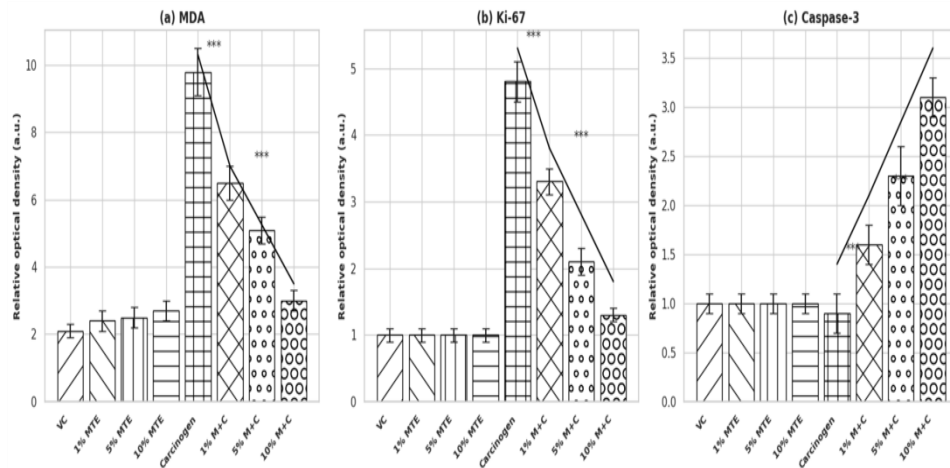 (a) MDA
Relative optical density (a.u.)
10
8
6
4
2
0
***
***
VC
1% MTE
5% MTE
10% MTE
Carcinogen
1% M+C
5% M+C
10% M+C
(b) Ki-67
Relative optical density (a.u.)
5
4
3
2
1
0
***
***
VC
1% MTE
5% MTE
10% MTE
Carcinogen
1% M+C
5% M+C
10% M+C
(c) Caspase-3
Relative optical density (a.u.)
3.5
3.0
2.5
2.0
1.5
1.0
0.5
0.0
***
VC
1% MTE
5% MTE
10% MTE
Carcinogen
1% M+C
5% M+C
10% M+C